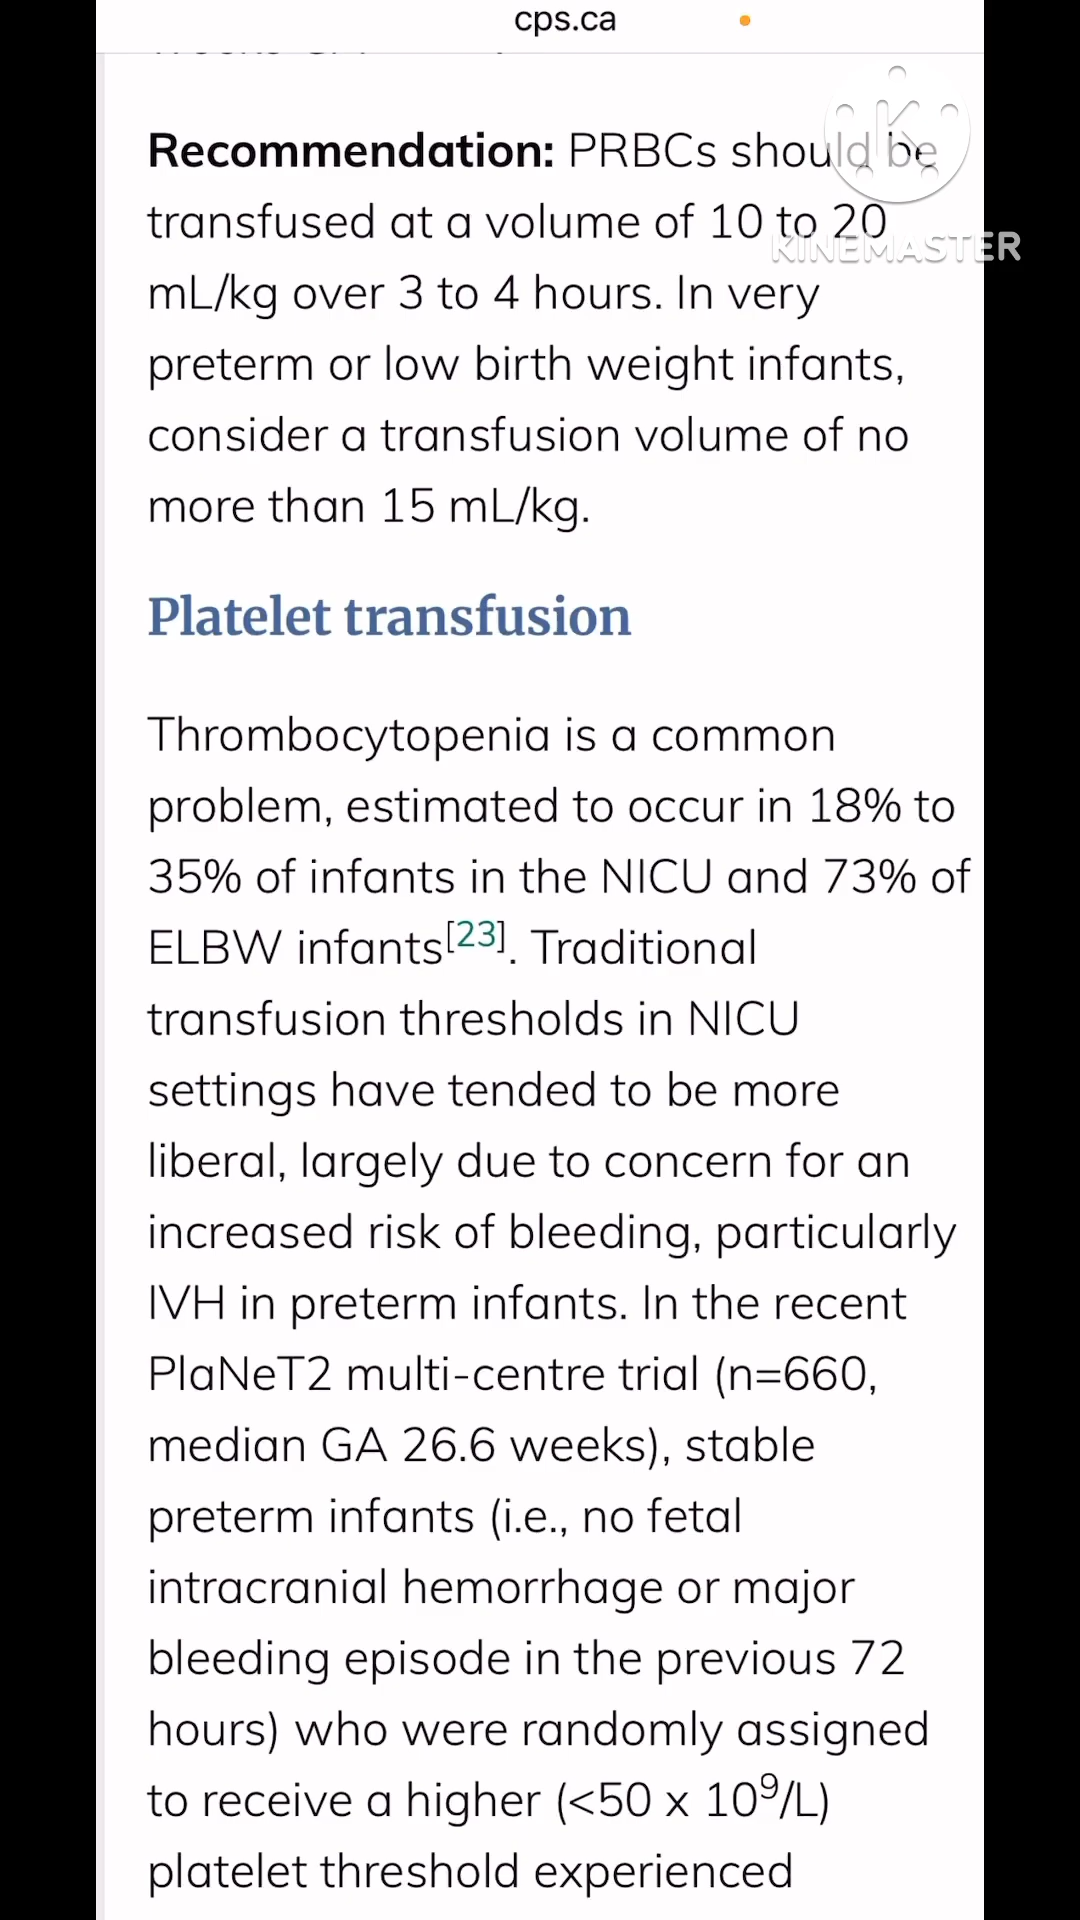 cps.ca
Recommendation: PRBCs should be
transfused at a volume of 10 to 20
KINEMASTER
mL/kg over 3 to 4 hours. In very
preterm or low birth weight infants,
consider a transfusion volume of no
more than 15 mL/kg.
Platelet transfusion
Thrombocytopenia is a common
problem, estimated to occur in 18% to
35% of infants in the NICU and 73% of
ELBW infants[23]. Traditional
transfusion thresholds in NICU
settings have tended to be more
liberal, largely due to concern for an
increased risk of bleeding, particularly
IVH in preterm infants. In the recent
PlaNeT2 multi-centre trial (n=660,
median GA 26.6 weeks), stable
preterm infants (i.e., no fetal
intracranial hemorrhage or major
bleeding episode in the previous 72
hours) who were randomly assigned
to receive a higher (<50 x 10⁹/L)
platelet threshold experienced